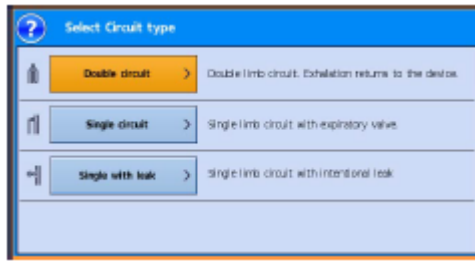 ?
Select Circuit type
Double circuit > Double limb circuit. Exhalation returns to the device.
Single circuit > Single limb circuit with expiratory valve.
Single with leak > Single limb circuit with intentional leak